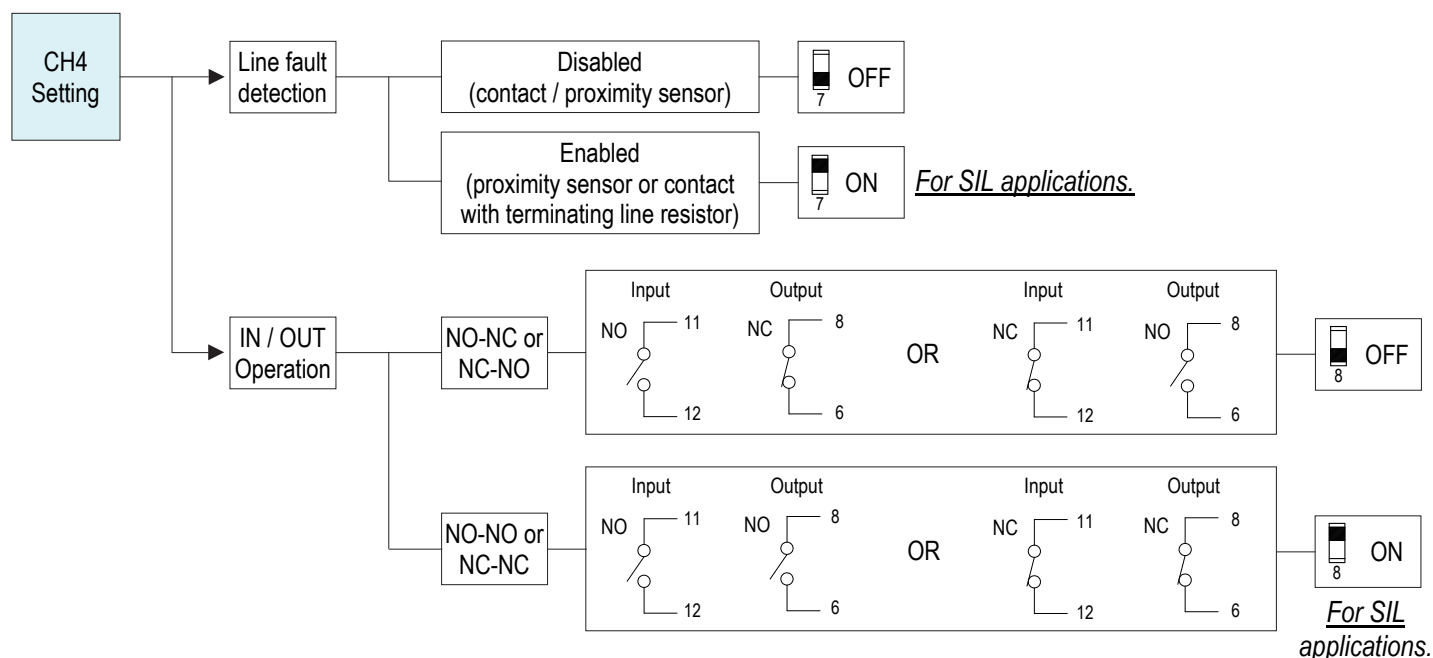 CH4
Setting
Line fault
detection
Disabled
(contact / proximity sensor)
7
OFF
Enabled
(proximity sensor or contact
with terminating line resistor)
7
ON
For SIL applications.
IN / OUT
Operation
NO-NC or
NC-NO
Input
Output
NO
11
12
NC
8
6
OR
Input
Output
NC
11
12
NO
8
6
8
OFF
NO-NO or
NC-NC
Input
Output
NO
11
12
NO
8
6
OR
Input
Output
NC
11
12
NC
8
6
8
ON
For SIL
applications.